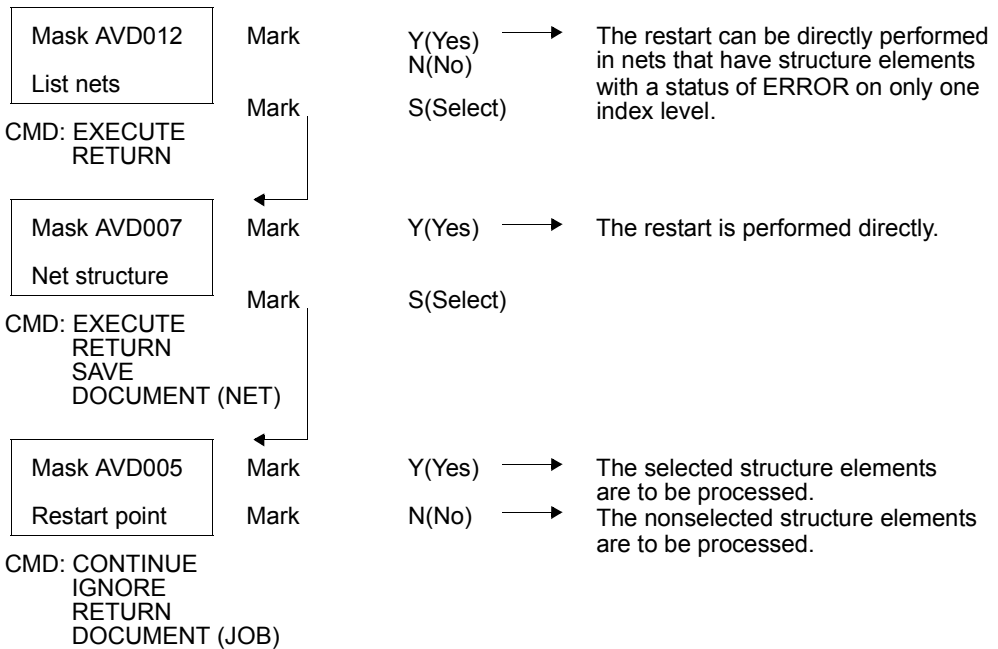 Mask AVD012 Mark Y(Yes) The restart can be directly performed
N(No) in nets that have structure elements
List nets with a status of ERROR on only one
Mark S(Select) index level.
CMD: EXECUTE
RETURN
Mask AVD007 Mark Y(Yes) The restart is performed directly.
Net structure
Mark S(Select)
CMD: EXECUTE
RETURN
SAVE
DOCUMENT (NET)
Mask AVD005 Mark Y(Yes) The selected structure elements
are to be processed.
Restart point Mark N(No) The nonselected structure elements
are to be processed.
CMD: CONTINUE
IGNORE
RETURN
DOCUMENT (JOB)